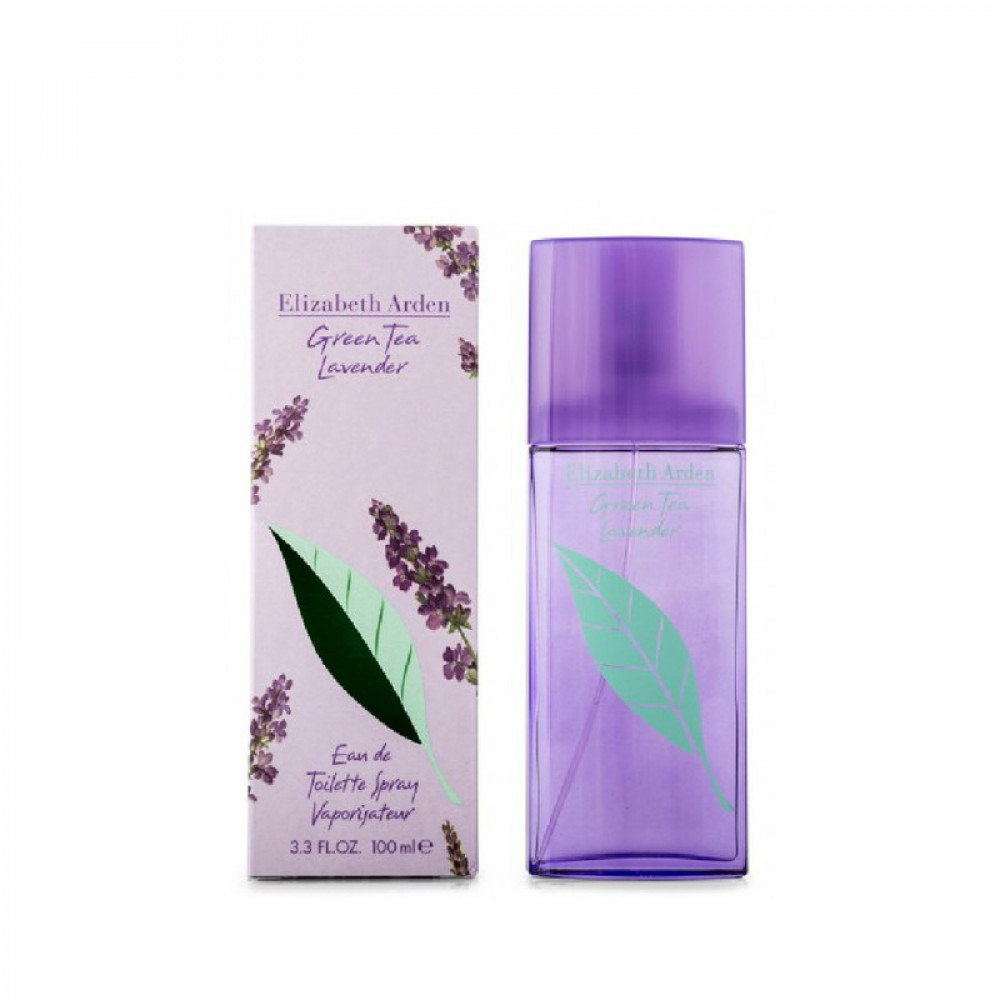 Elizabeth Arden
Green Tea
Lavender
Eau de
Toilette Spray
Vaporisateur
3.3 FL.OZ. 100 ml ℮
Elizabeth Arden
Green Tea
Lavender